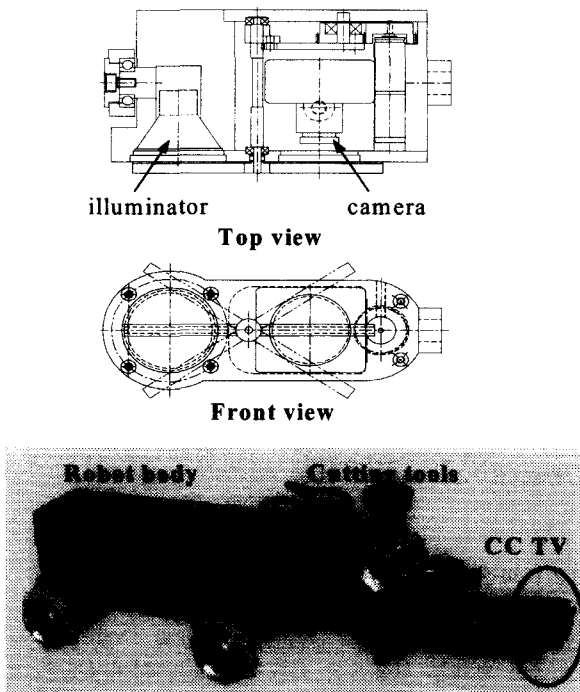 illuminator camera
Top view
Front view
Robot body Cutting tools
CC TV